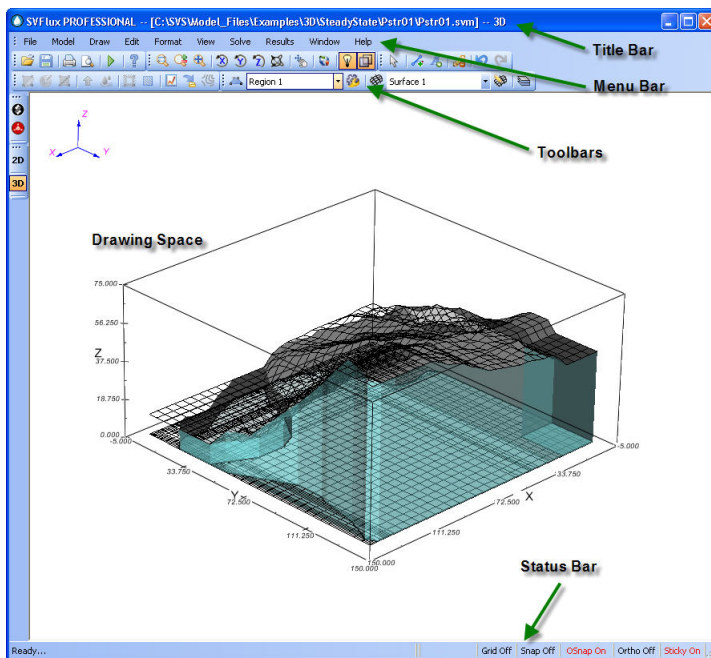 SVFlux PROFESSIONAL -- [C:\SVS\Model_Files\Examples\3D\SteadyState\Pstr01\Pstr01.svm] -- 3D
Title Bar
File Model Draw Edit Format View Solve Results Window Help
Menu Bar
Region 1 Surface 1
Toolbars
2D
3D
Z
X Y
Drawing Space
75.000
56.250
Z
37.500
18.750
0.000
-5.000
-5.000
33.750
33.750
Y
X
72.500
72.500
111.250
111.250
150.000
150.000
Status Bar
Ready... Grid Off Snap Off OSnap On Ortho Off Sticky On